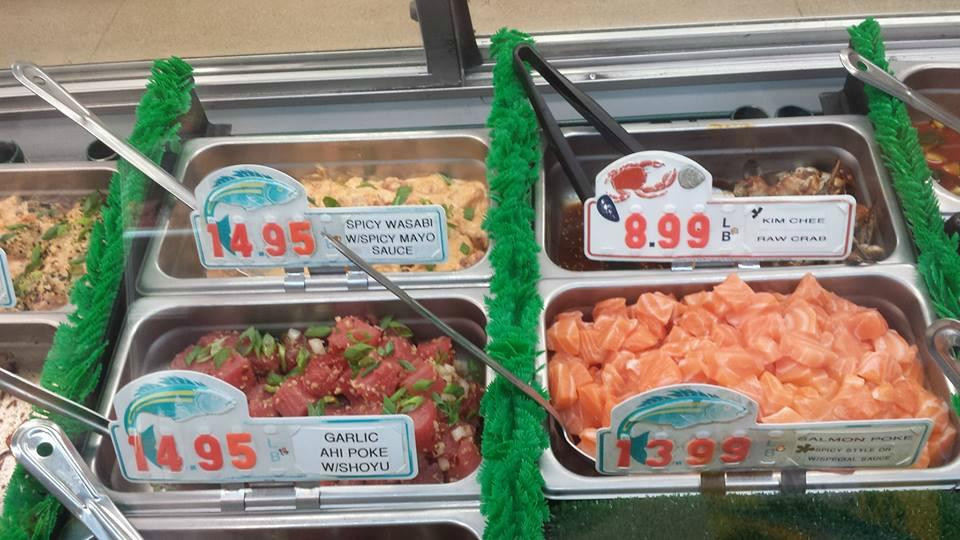 14.95
SPICY WASABI
W/SPICY MAYO
SAUCE
8.99 LB
KIM CHEE
RAW CRAB
14.95 LB
GARLIC
AHI POKE
W/SHOYU
13.99 LB
SALMON POKE
SPICY STYLE OR
W/SPECIAL SAUCE